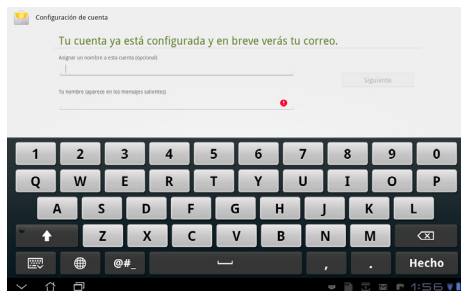 Configuración de cuenta
Tu cuenta ya está configurada y en breve verás tu correo.
Asignar un nombre a esta cuenta (opcional)
Siguiente
Tu nombre (aparece en los mensajes salientes)
1 2 3 4 5 6 7 8 9 0
Q W E R T Y U I O P
A S D F G H J K L
Z X C V B N M
@#_ , . Hecho
1:56